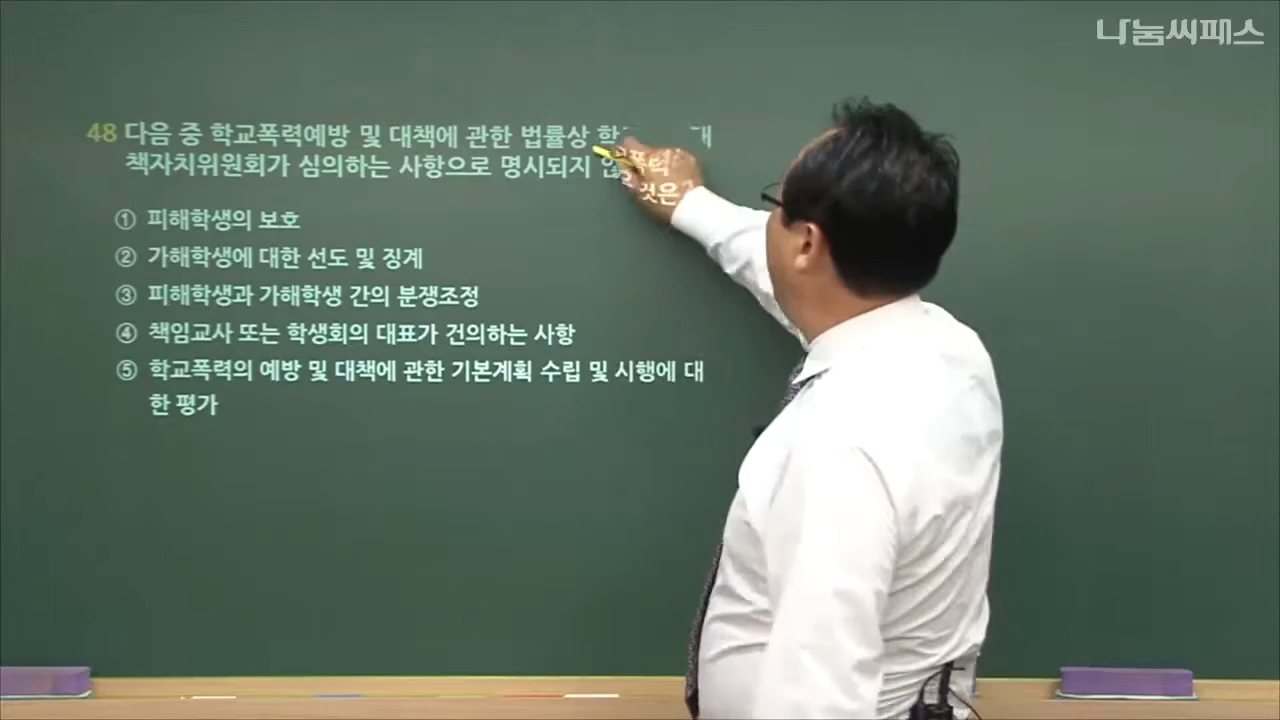 나눔씨패스
48 다음 중 학교폭력예방 및 대책에 관한 법률상 학 대
책자치위원회가 심의하는 사항으로 명시되지 않 것은
① 피해학생의 보호
② 가해학생에 대한 선도 및 징계
③ 피해학생과 가해학생 간의 분쟁조정
④ 책임교사 또는 학생회의 대표가 건의하는 사항
⑤ 학교폭력의 예방 및 대책에 관한 기본계획 수립 및 시행에 대
한 평가